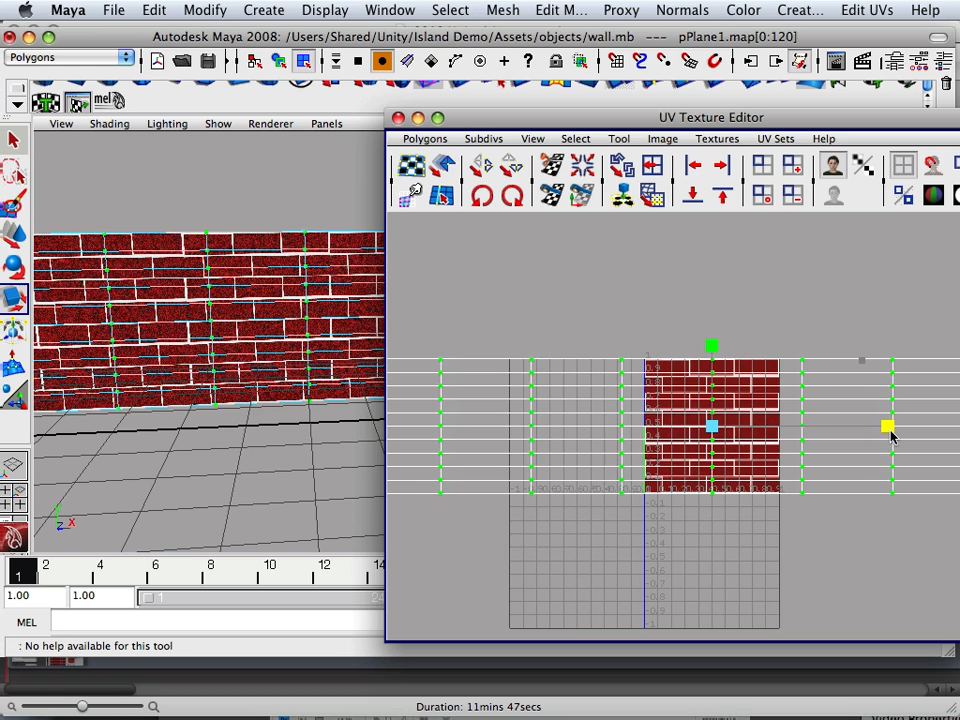 Maya File Edit Modify Create Display Window Select Mesh Edit M... Proxy Normals Color Creat... Edit UVs Help
Autodesk Maya 2008: /Users/Shared/Unity/Island Demo/Assets/objects/wall.mb --- pPlane1.map[0:120]
Polygons
mel
View Shading Lighting Show Renderer Panels
UV Texture Editor
Polygons Subdivs View Select Tool Image Textures UV Sets Help
1 2 4 6 8 10 12 14
1.00 1.00 24
MEL
: No help available for this tool
Duration: 11mins 47secs